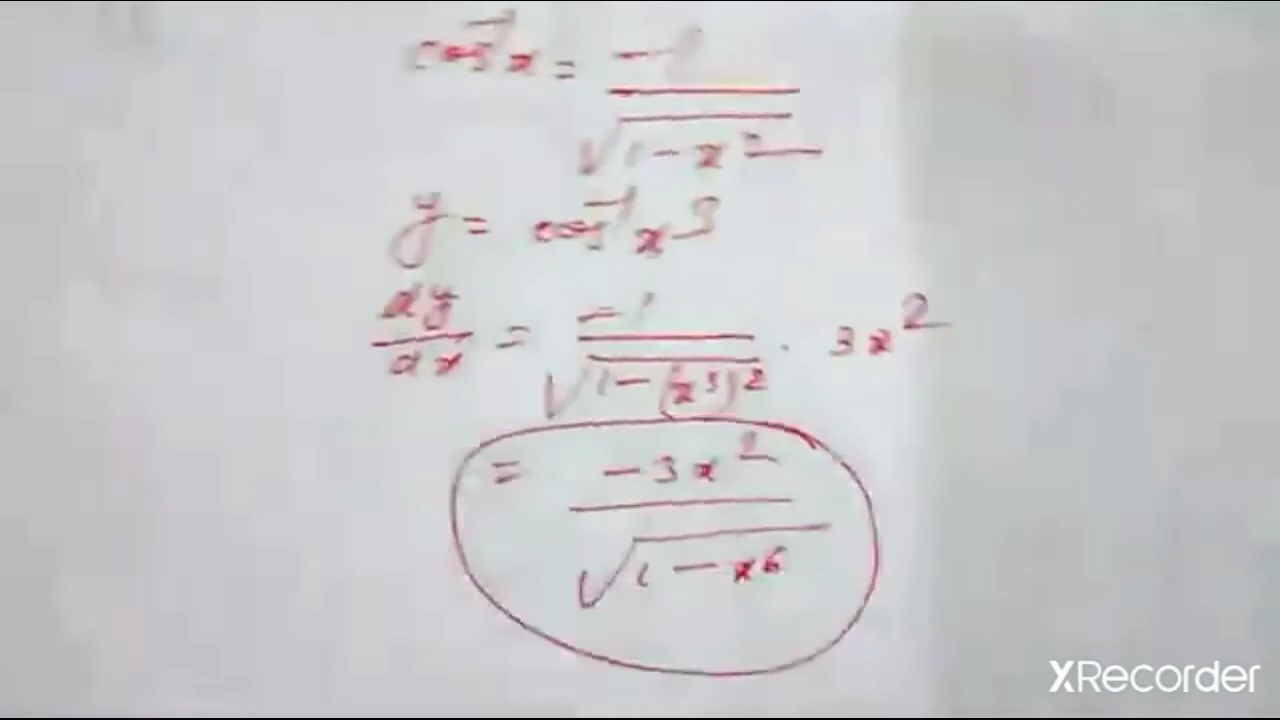 cos⁻¹x = -1/√(1-x²)
y = cos⁻¹x³
dy/dx = -1/√(1-(x³)²) · 3x²
= -3x²/√(1-x⁶)
XRecorder